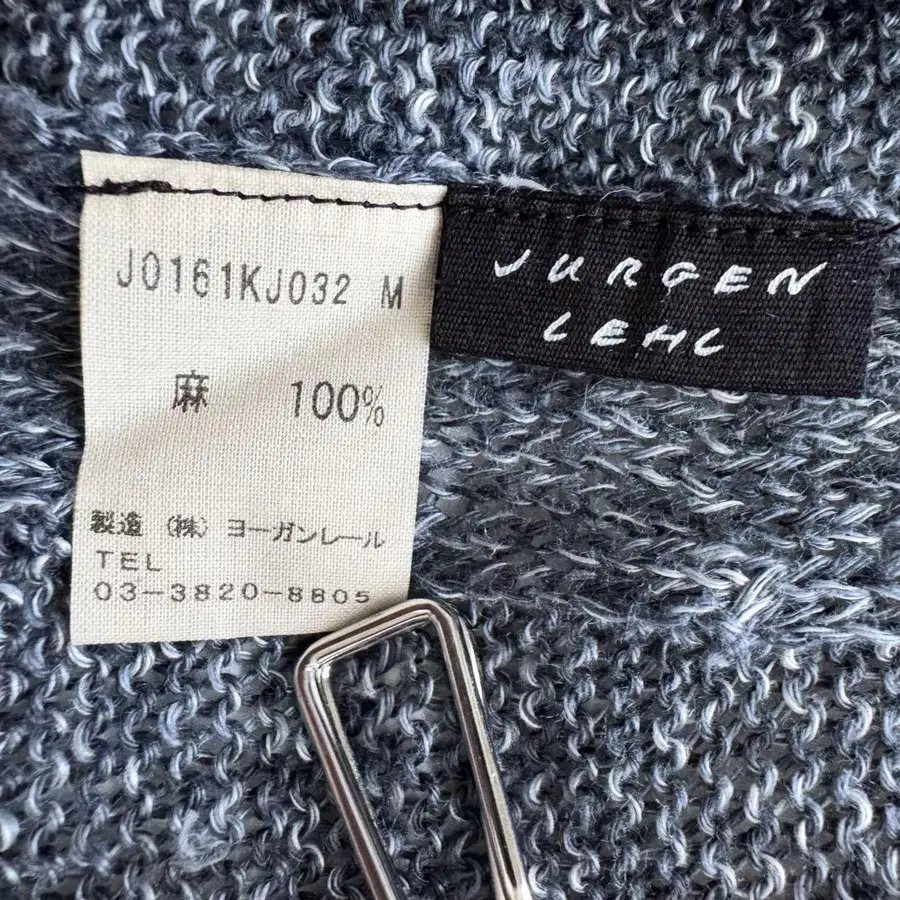 J0161KJ032 M
麻 100%
製造 (株) ヨーガンレール
TEL
03-3820-8805
JURGEN
LEHL